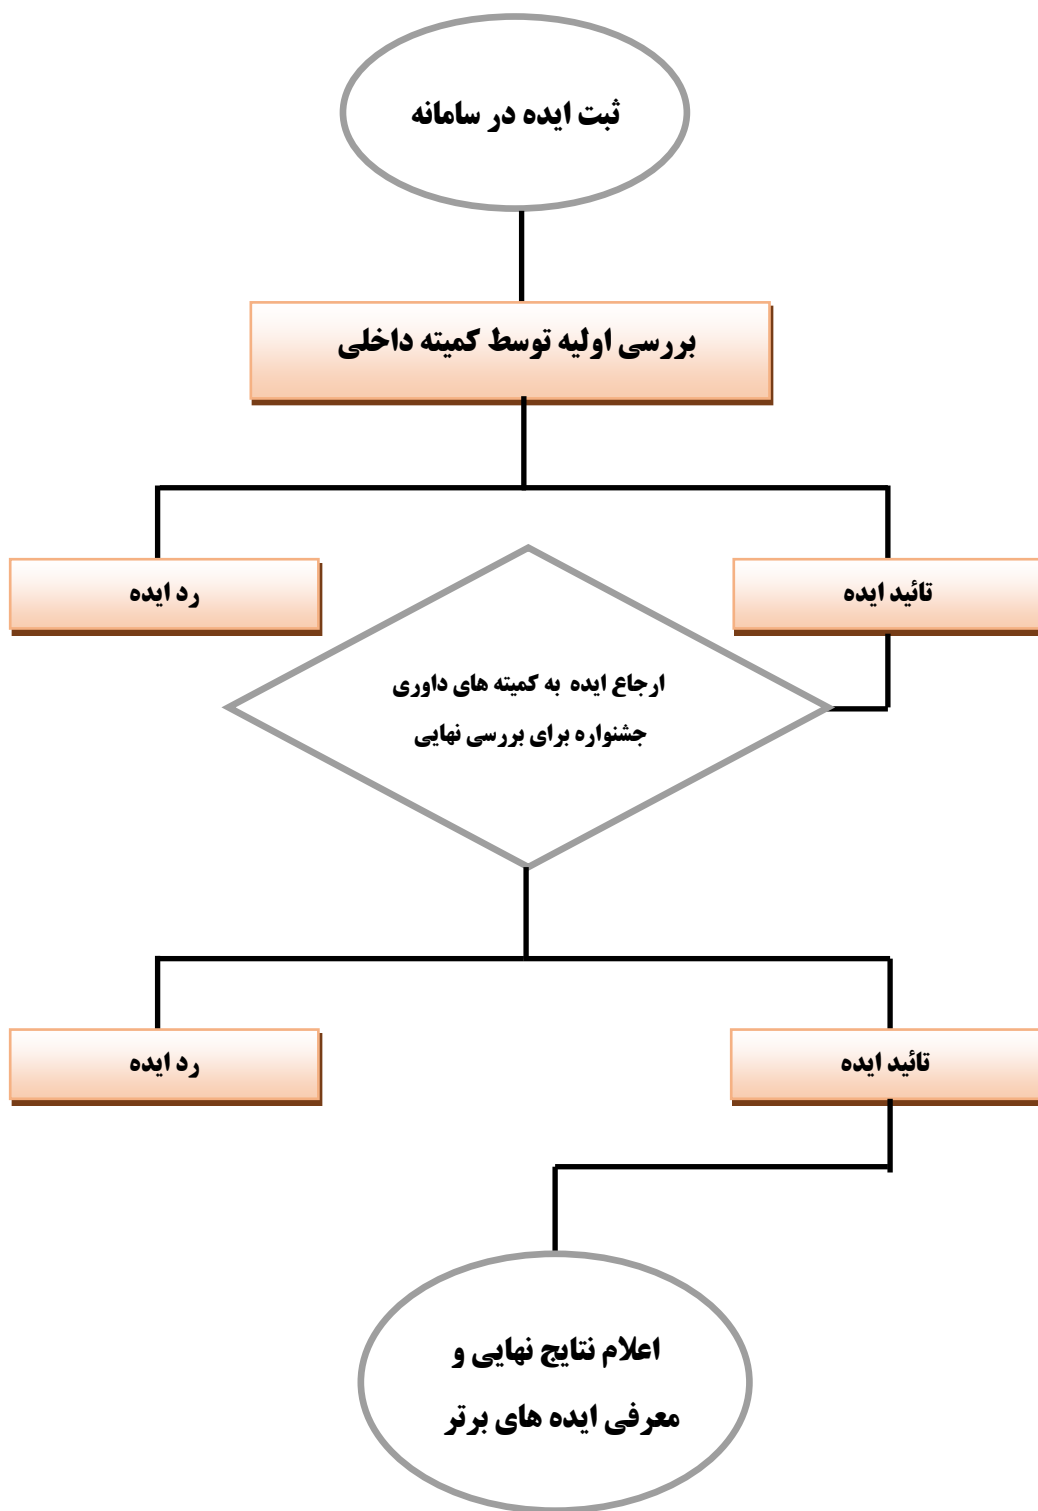 ثبت ایده در سامانه
بررسی اولیه توسط کمیته داخلی
تائید ایده
رد ایده
ارجاع ایده به کمیته های داوری
جشنواره برای بررسی نهایی
تائید ایده
رد ایده
اعلام نتایج نهایی و
معرفی ایده های برتر